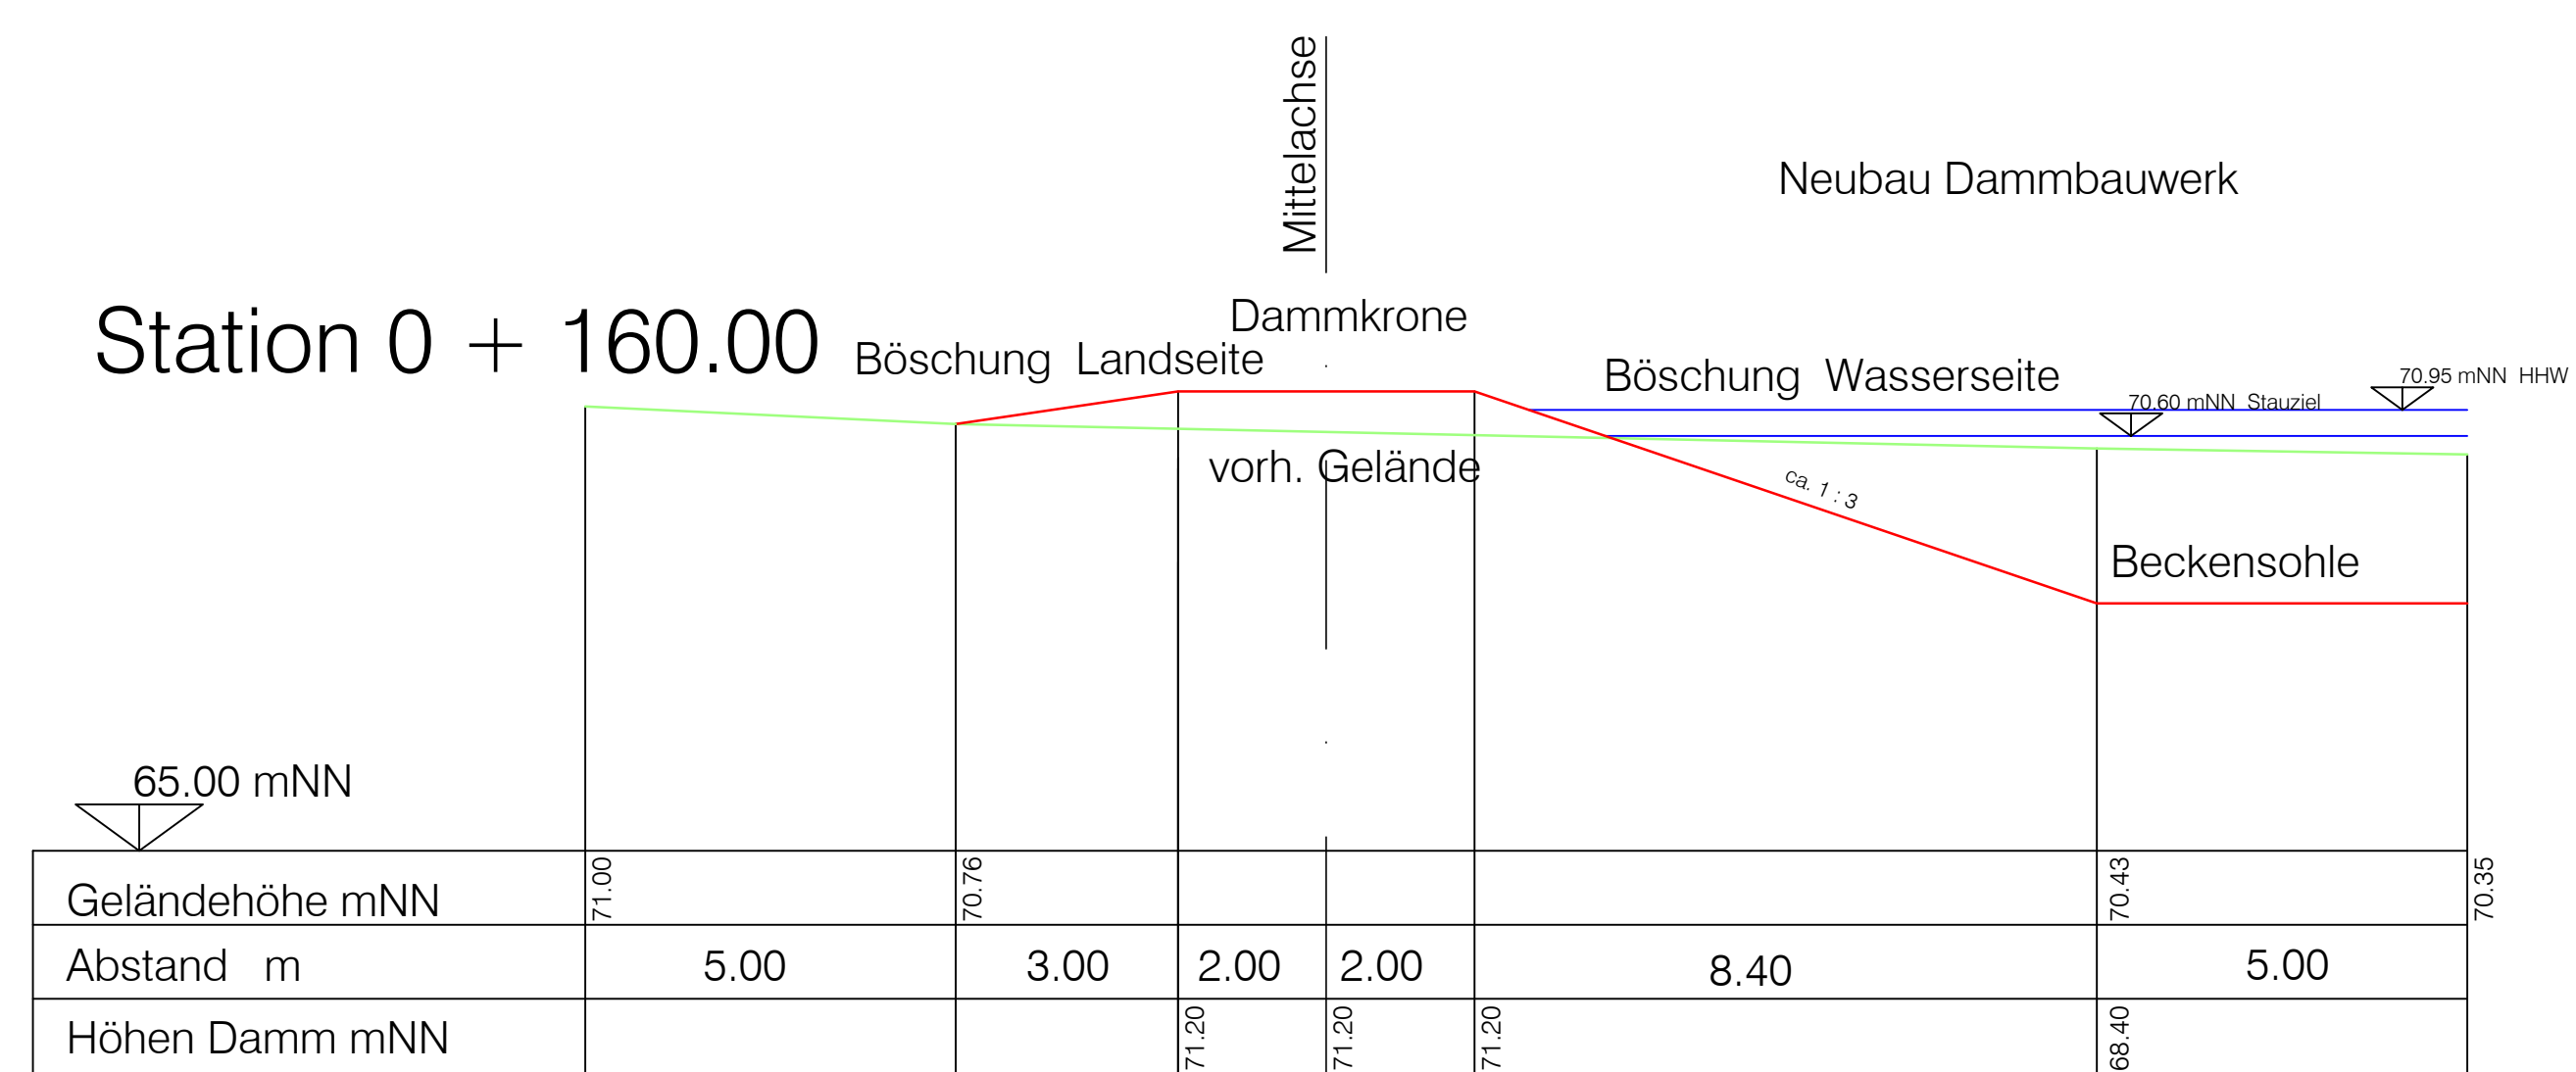 Mittelachse
Neubau Dammbauwerk
Station 0 + 160.00
Dammkrone
Böschung Landseite
Böschung Wasserseite
70.95 mNN HHW
70.60 mNN Stauziel
vorh. Gelände
ca. 1 : 3
Beckensohle
65.00 mNN
Geländehöhe mNN 71.00 70.76 70.43 70.35
Abstand m 5.00 3.00 2.00 2.00 8.40 5.00
Höhen Damm mNN 71.20 71.20 71.20 68.40